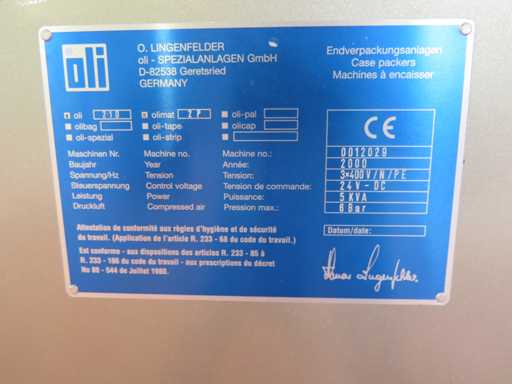 oli
O. LINGENFELDER
oli - SPEZIALANLAGEN GmbH
D-82538 Geretsried
GERMANY
Endverpackungsanlagen
Case packers
Machines à encaisser
oli olimat 2P oli-pal
olibag oli-tape olicap
oli-spezial oli-strip
CE
Maschinen Nr. Machine no. Machine no.: 0012029
Baujahr Year Année: 2000
Spannung/Hz Tension Tension: 3×400V/N/PE
Steuerspannung Control voltage Tension de commande: 24V-DC
Leistung Power Puissance: 5KVA
Druckluft Compressed air Pression max.: 6Bar
Attestation de conformité aux règles d'hygiène et de sécurité
du travail. (Application de l'article R. 233 - 68 du code du travail.)
Est conforme - aux dispositions des articles R. 233 - 85 à
R. 233 - 106 du code du travail - aux prescriptions du décret
No 80 - 544 de Juillet 1980.
Datum/date: